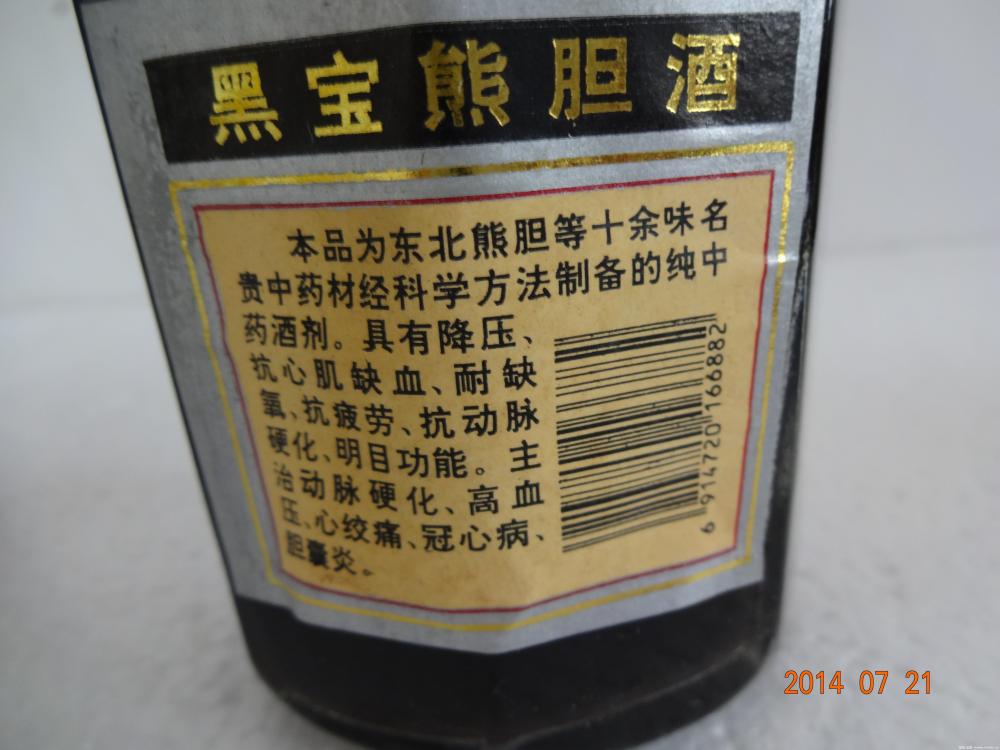 黑宝熊胆酒
本品为东北熊胆等十余味名
贵中药材经科学方法制备的纯中
药酒剂。具有降压、
抗心肌缺血、耐缺
氧、抗疲劳、抗动脉
硬化、明目功能。主
治动脉硬化、高血
压、心绞痛、冠心病、
胆囊炎。
6914720166882
2014 07 21